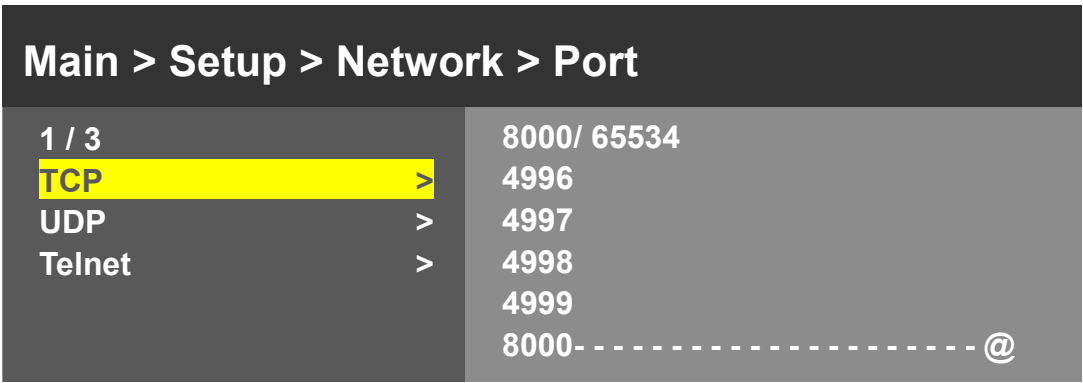 Main > Setup > Network > Port
1 / 3
TCP >
UDP >
Telnet >
8000/ 65534
4996
4997
4998
4999
8000- - - - - - - - - - - - - - - - - - - - - @